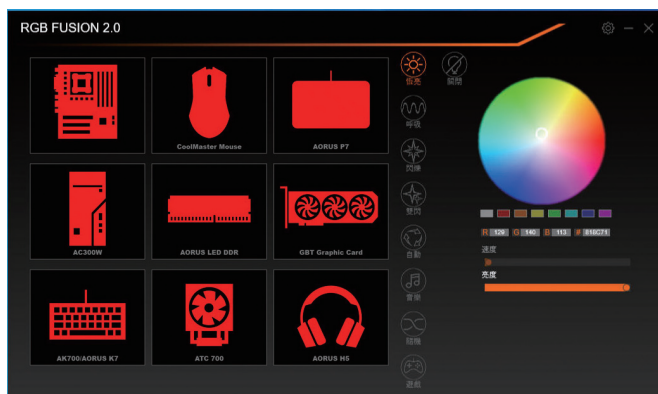 RGB FUSION 2.0
CoolMaster Mouse
AORUS P7
AC300W
AORUS LED DDR
GBT Graphic Card
AK700/AORUS K7
ATC 700
AORUS H5
恆亮
關閉
呼吸
閃爍
雙閃
自動
音樂
隨機
遊戲
R 129 G 140 B 113 # 818C71
速度
亮度